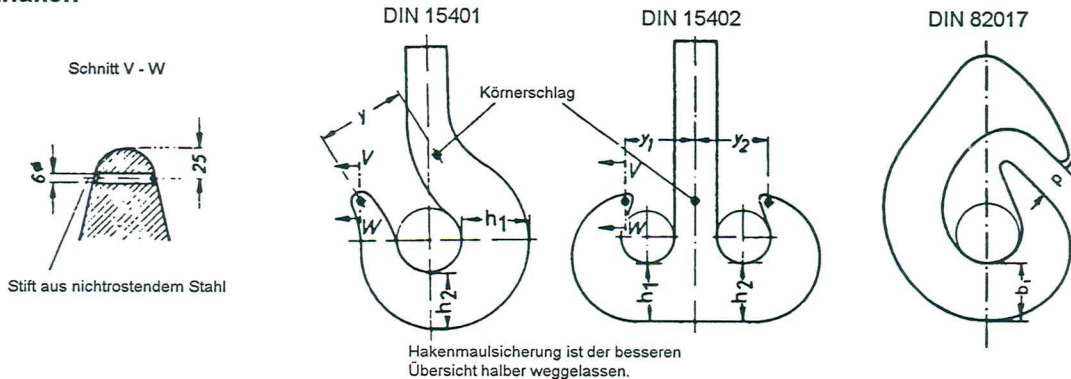 DIN 15401
DIN 15402
DIN 82017
Schnitt V - W
Körnerschlag
6ø
25
Stift aus nichtrostendem Stahl
y
V
W
h1
h2
y1
y2
V
W
h1
h2
d
b1
Hakenmaulsicherung ist der besseren
Übersicht halber weggelassen.